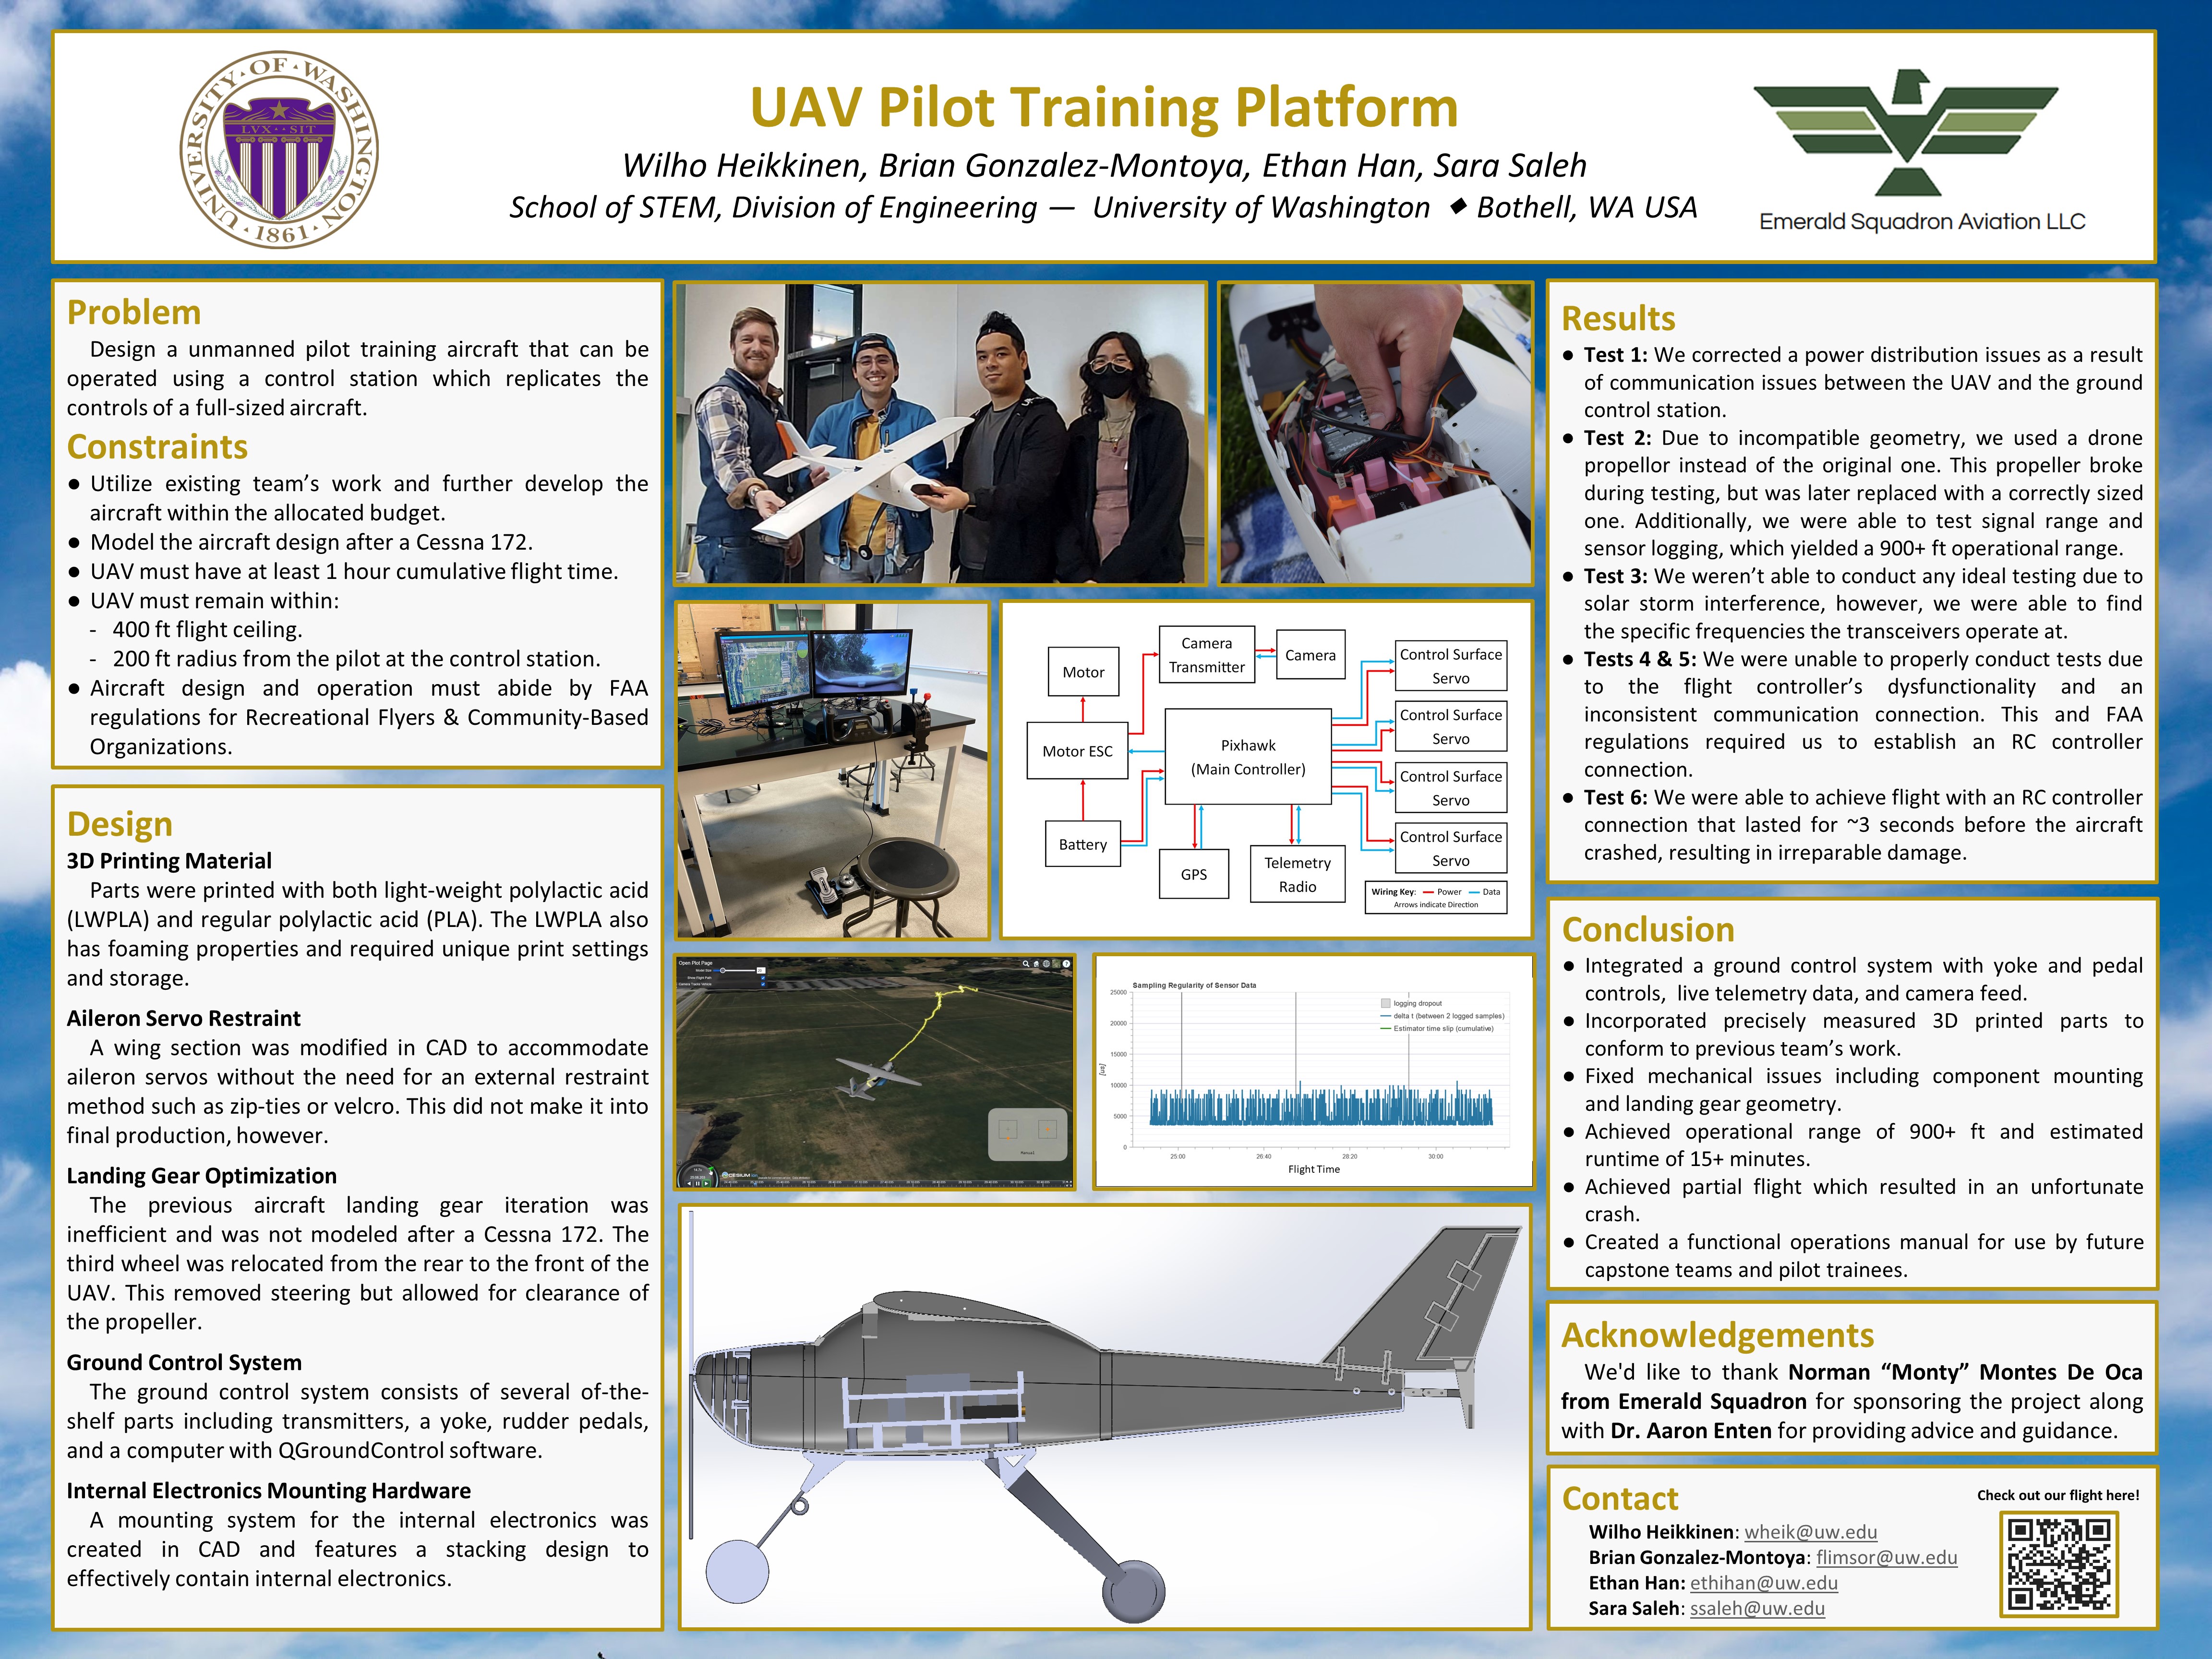 UNIVERSITY · OF · WASHINGTON
LVX · SIT
· 1861 ·
UAV Pilot Training Platform
Wilho Heikkinen, Brian Gonzalez-Montoya, Ethan Han, Sara Saleh
School of STEM, Division of Engineering — University of Washington ◆ Bothell, WA USA
Emerald Squadron Aviation LLC
Problem
Design a unmanned pilot training aircraft that can be
operated using a control station which replicates the
controls of a full-sized aircraft.
Constraints
● Utilize existing team’s work and further develop the
aircraft within the allocated budget.
● Model the aircraft design after a Cessna 172.
● UAV must have at least 1 hour cumulative flight time.
● UAV must remain within:
- 400 ft flight ceiling.
- 200 ft radius from the pilot at the control station.
● Aircraft design and operation must abide by FAA
regulations for Recreational Flyers & Community-Based
Organizations.
Design
3D Printing Material
Parts were printed with both light-weight polylactic acid
(LWPLA) and regular polylactic acid (PLA). The LWPLA also
has foaming properties and required unique print settings
and storage.
Aileron Servo Restraint
A wing section was modified in CAD to accommodate
aileron servos without the need for an external restraint
method such as zip-ties or velcro. This did not make it into
final production, however.
Landing Gear Optimization
The previous aircraft landing gear iteration was
inefficient and was not modeled after a Cessna 172. The
third wheel was relocated from the rear to the front of the
UAV. This removed steering but allowed for clearance of
the propeller.
Ground Control System
The ground control system consists of several of-the-
shelf parts including transmitters, a yoke, rudder pedals,
and a computer with QGroundControl software.
Internal Electronics Mounting Hardware
A mounting system for the internal electronics was
created in CAD and features a stacking design to
effectively contain internal electronics.
Motor
Camera
Transmitter
Camera
Control Surface
Servo
Motor ESC
Pixhawk
(Main Controller)
Control Surface
Servo
Control Surface
Servo
Battery
GPS
Telemetry
Radio
Control Surface
Servo
Wiring Key: Power Data
Arrows indicate Direction
Open Plot Page
Manual
CESIUM
Sampling Regularity of Sensor Data
logging dropout
delta t (between 2 logged samples)
Estimator time slip (cumulative)
25000
20000
15000
10000
5000
0
[us]
25:00 26:40 28:20 30:00
Flight Time
Results
● Test 1: We corrected a power distribution issues as a result
of communication issues between the UAV and the ground
control station.
● Test 2: Due to incompatible geometry, we used a drone
propellor instead of the original one. This propeller broke
during testing, but was later replaced with a correctly sized
one. Additionally, we were able to test signal range and
sensor logging, which yielded a 900+ ft operational range.
● Test 3: We weren’t able to conduct any ideal testing due to
solar storm interference, however, we were able to find
the specific frequencies the transceivers operate at.
● Tests 4 & 5: We were unable to properly conduct tests due
to the flight controller’s dysfunctionality and an
inconsistent communication connection. This and FAA
regulations required us to establish an RC controller
connection.
● Test 6: We were able to achieve flight with an RC controller
connection that lasted for ~3 seconds before the aircraft
crashed, resulting in irreparable damage.
Conclusion
● Integrated a ground control system with yoke and pedal
controls, live telemetry data, and camera feed.
● Incorporated precisely measured 3D printed parts to
conform to previous team’s work.
● Fixed mechanical issues including component mounting
and landing gear geometry.
● Achieved operational range of 900+ ft and estimated
runtime of 15+ minutes.
● Achieved partial flight which resulted in an unfortunate
crash.
● Created a functional operations manual for use by future
capstone teams and pilot trainees.
Acknowledgements
We'd like to thank Norman “Monty” Montes De Oca
from Emerald Squadron for sponsoring the project along
with Dr. Aaron Enten for providing advice and guidance.
Contact
Check out our flight here!
Wilho Heikkinen: wheik@uw.edu
Brian Gonzalez-Montoya: flimsor@uw.edu
Ethan Han: ethihan@uw.edu
Sara Saleh: ssaleh@uw.edu